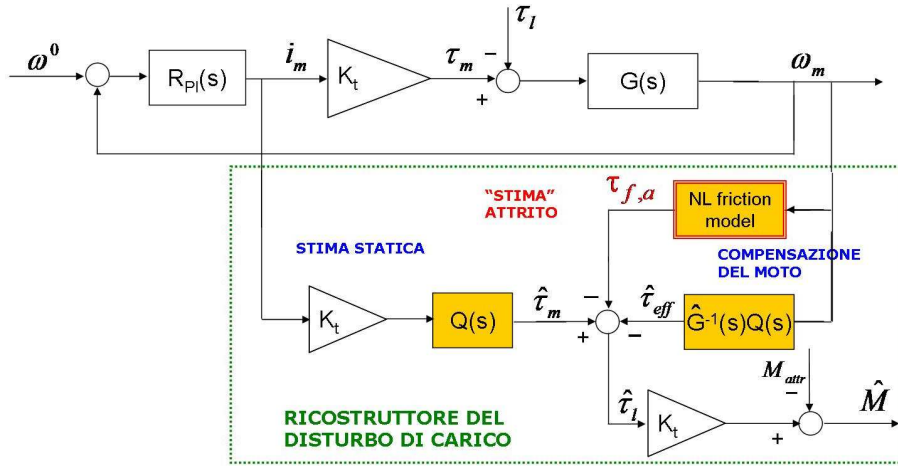 τ_l
ω⁰
R_PI(s)
i_m
K_t
τ_m
−
+
G(s)
ω_m
"STIMA"
ATTRITO
τ_f,a
NL friction
model
STIMA STATICA
COMPENSAZIONE
DEL MOTO
K_t
Q(s)
τ̂_m
−
+
−
τ̂_eff
Ĝ⁻¹(s)Q(s)
M_attr
−
M̂
RICOSTRUTTORE DEL
DISTURBO DI CARICO
τ̂_l
K_t
+